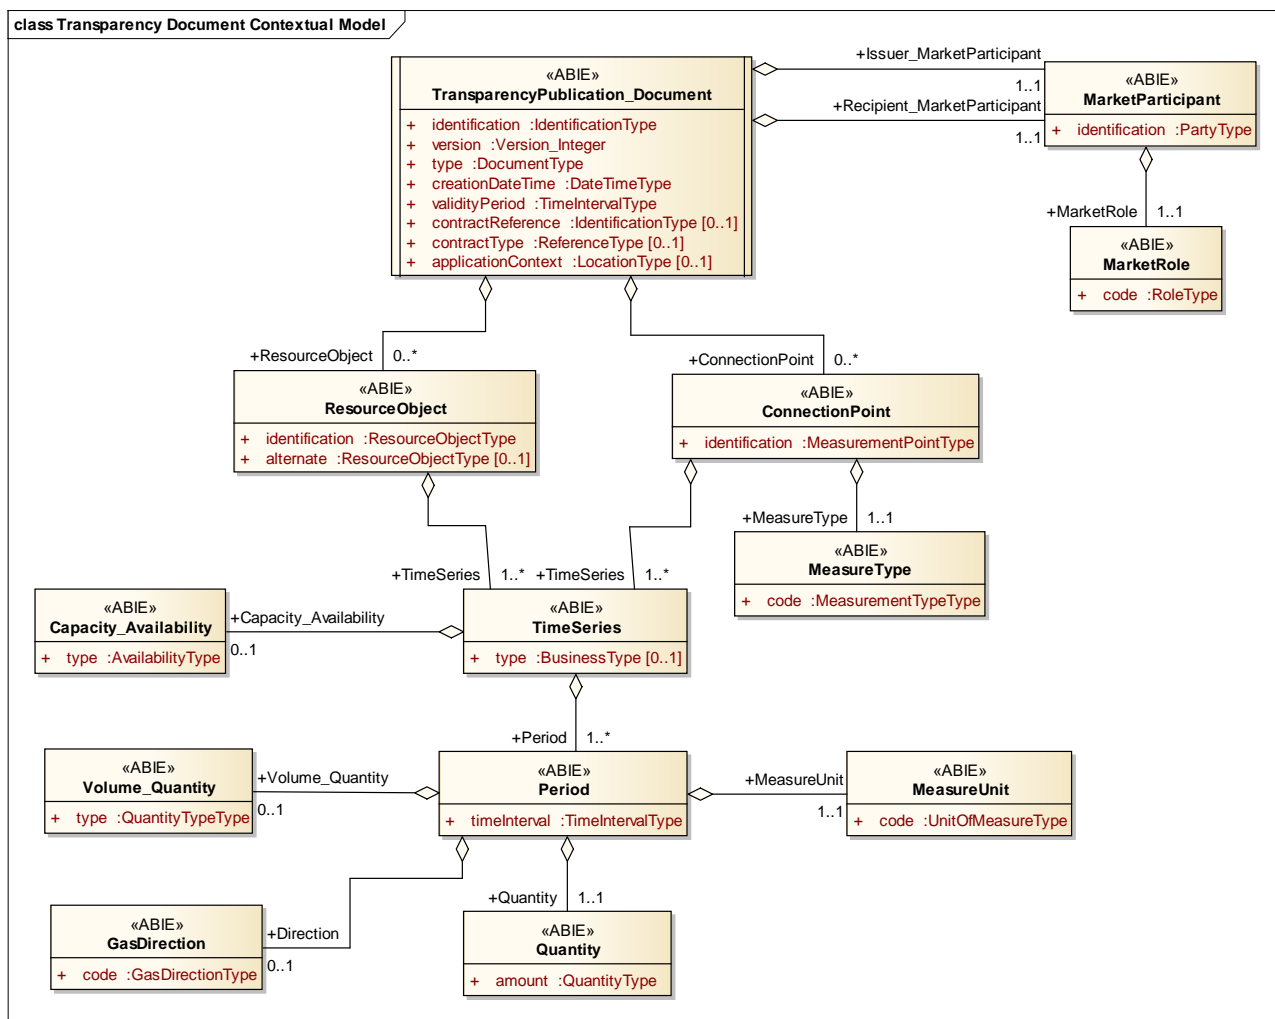 class Transparency Document Contextual Model
«ABIE»
TransparencyPublication_Document
+ identification :IdentificationType
+ version :Version_Integer
+ type :DocumentType
+ creationDateTime :DateTimeType
+ validityPeriod :TimeIntervalType
+ contractReference :IdentificationType [0..1]
+ contractType :ReferenceType [0..1]
+ applicationContext :LocationType [0..1]
+Issuer_MarketParticipant
1..1
+Recipient_MarketParticipant
1..1
«ABIE»
MarketParticipant
+ identification :PartyType
+MarketRole 1..1
«ABIE»
MarketRole
+ code :RoleType
+ResourceObject 0..*
«ABIE»
ResourceObject
+ identification :ResourceObjectType
+ alternate :ResourceObjectType [0..1]
+ConnectionPoint 0..*
«ABIE»
ConnectionPoint
+ identification :MeasurementPointType
+MeasureType 1..1
«ABIE»
MeasureType
+ code :MeasurementTypeType
+TimeSeries 1..*
+TimeSeries 1..*
«ABIE»
Capacity_Availability
+ type :AvailabilityType
+Capacity_Availability
0..1
«ABIE»
TimeSeries
+ type :BusinessType [0..1]
+Period 1..*
«ABIE»
Volume_Quantity
+ type :QuantityTypeType
+Volume_Quantity
0..1
«ABIE»
Period
+ timeInterval :TimeIntervalType
+MeasureUnit
1..1
«ABIE»
MeasureUnit
+ code :UnitOfMeasureType
«ABIE»
GasDirection
+ code :GasDirectionType
+Direction
0..1
+Quantity 1..1
«ABIE»
Quantity
+ amount :QuantityType